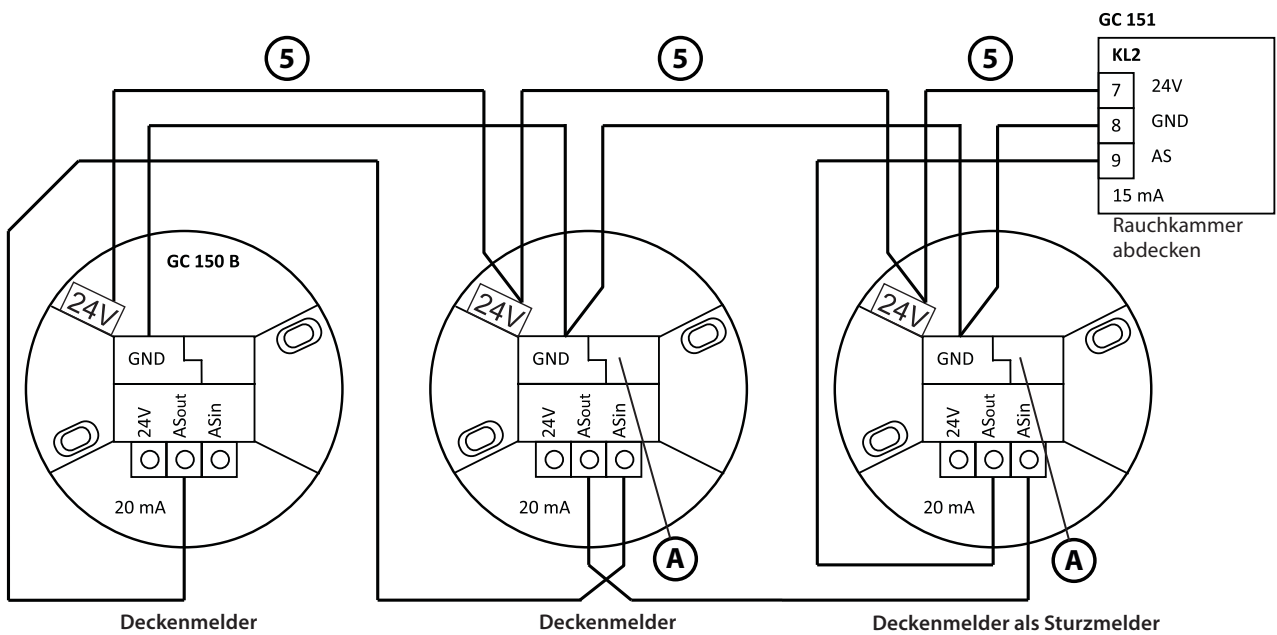 GC 151
5
5
5
KL2
7 24V
8 GND
9 AS
15 mA
Rauchkammer
abdecken
GC 150 B
24V
GND
24V
ASout
ASin
20 mA
Deckenmelder
24V
GND
24V
ASout
ASin
20 mA
A
Deckenmelder
24V
GND
24V
ASout
ASin
20 mA
A
Deckenmelder als Sturzmelder